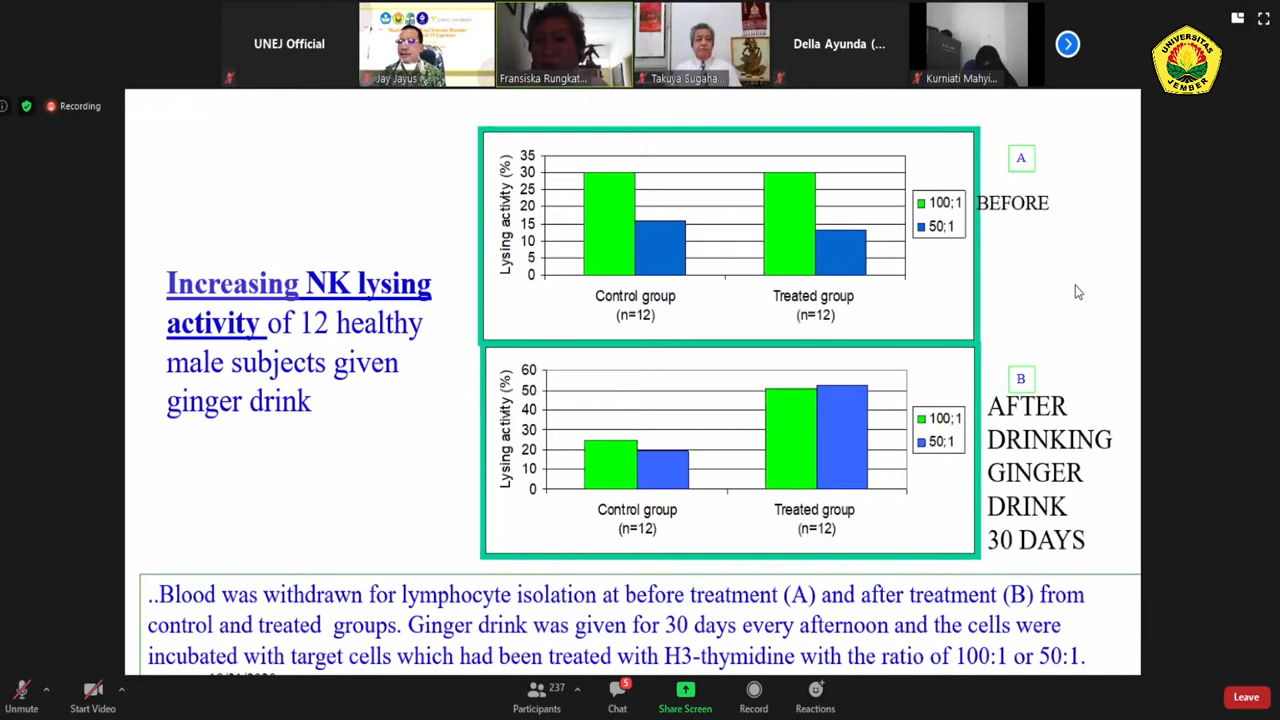 UNEJ Official
Jay Jayus
Fransiska Rungkat...
Takuya Sugaha...
Della Ayunda (...
Kurniati Mahyi...
UNIVERSITAS
JEMBER
Recording
35
30
25
20
15
10
5
0
Lysing activity (%)
Control group
(n=12)
Treated group
(n=12)
100;1
50;1
A
BEFORE
Increasing NK lysing
activity of 12 healthy
male subjects given
ginger drink
60
50
40
30
20
10
0
Lysing activity (%)
Control group
(n=12)
Treated group
(n=12)
100;1
50;1
B
AFTER
DRINKING
GINGER
DRINK
30 DAYS
..Blood was withdrawn for lymphocyte isolation at before treatment (A) and after treatment (B) from
control and treated groups. Ginger drink was given for 30 days every afternoon and the cells were
incubated with target cells which had been treated with H3-thymidine with the ratio of 100:1 or 50:1.
Unmute
Start Video
237
Participants
5
Chat
Share Screen
Record
Reactions
Leave